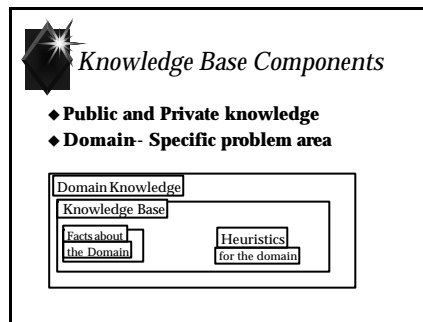 Knowledge Base Components
Public and Private knowledge
Domain-- Specific problem area
Domain Knowledge
Knowledge Base
Facts about
the Domain
Heuristics
for the domain